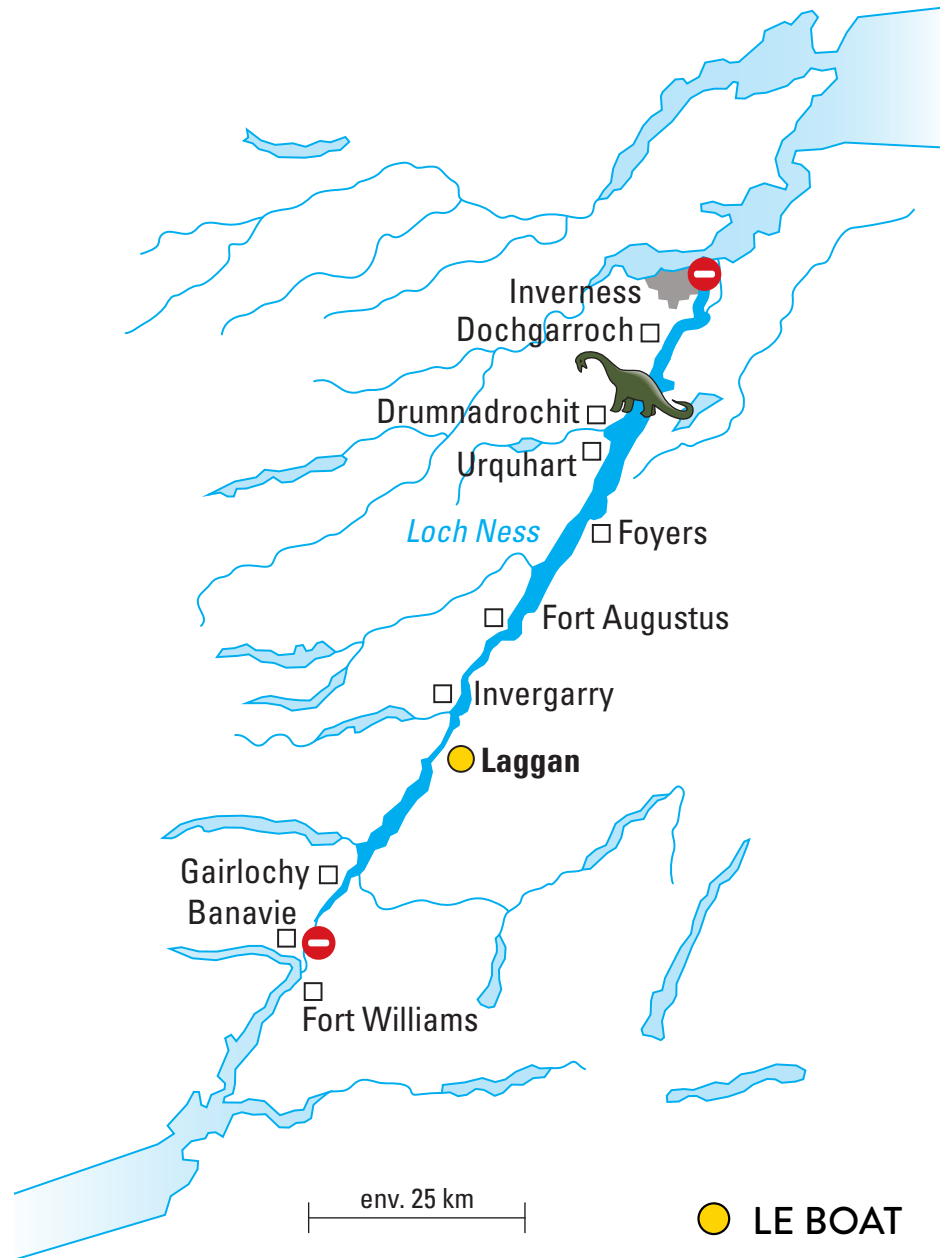 Inverness
Dochgarroch
Drumnadrochit
Urquhart
Loch Ness
Foyers
Fort Augustus
Invergarry
Laggan
Gairlochy
Banavie
Fort Williams
env. 25 km
LE BOAT